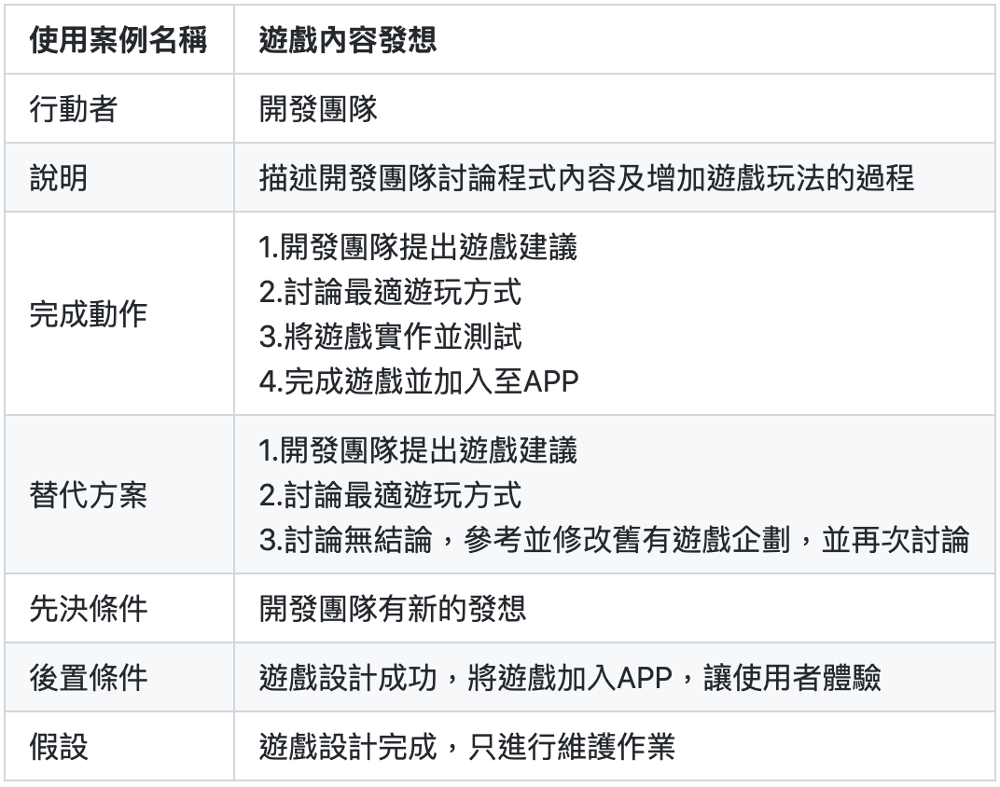 使用案例名稱 遊戲內容發想
行動者 開發團隊
說明 描述開發團隊討論程式內容及增加遊戲玩法的過程
完成動作
1.開發團隊提出遊戲建議
2.討論最適遊玩方式
3.將遊戲實作並測試
4.完成遊戲並加入至APP
替代方案
1.開發團隊提出遊戲建議
2.討論最適遊玩方式
3.討論無結論，參考並修改舊有遊戲企劃，並再次討論
先決條件 開發團隊有新的發想
後置條件 遊戲設計成功，將遊戲加入APP，讓使用者體驗
假設 遊戲設計完成，只進行維護作業